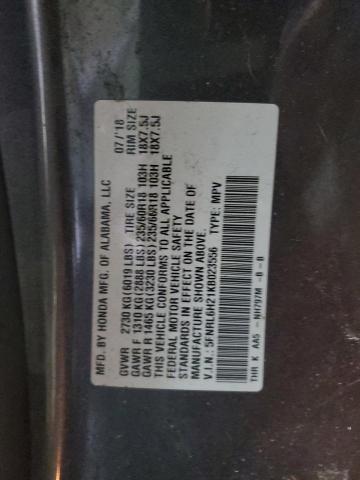 MFD. BY HONDA MFG. OF ALABAMA, LLC 07/'18
GVWR 2730 KG(6019 LBS) TIRE SIZE RIM SIZE
GAWR F 1310 KG(2888 LBS) 235/60R18 103H 18X7.5J
GAWR R 1465 KG(3230 LBS) 235/60R18 103H 18X7.5J
THIS VEHICLE CONFORMS TO ALL APPLICABLE
FEDERAL MOTOR VEHICLE SAFETY
STANDARDS IN EFFECT ON THE DATE OF
MANUFACTURE SHOWN ABOVE.
V.I.N.: 5FNRL6H21KB023556 TYPE: MPV
THR K AA5 - NH797M -B -B